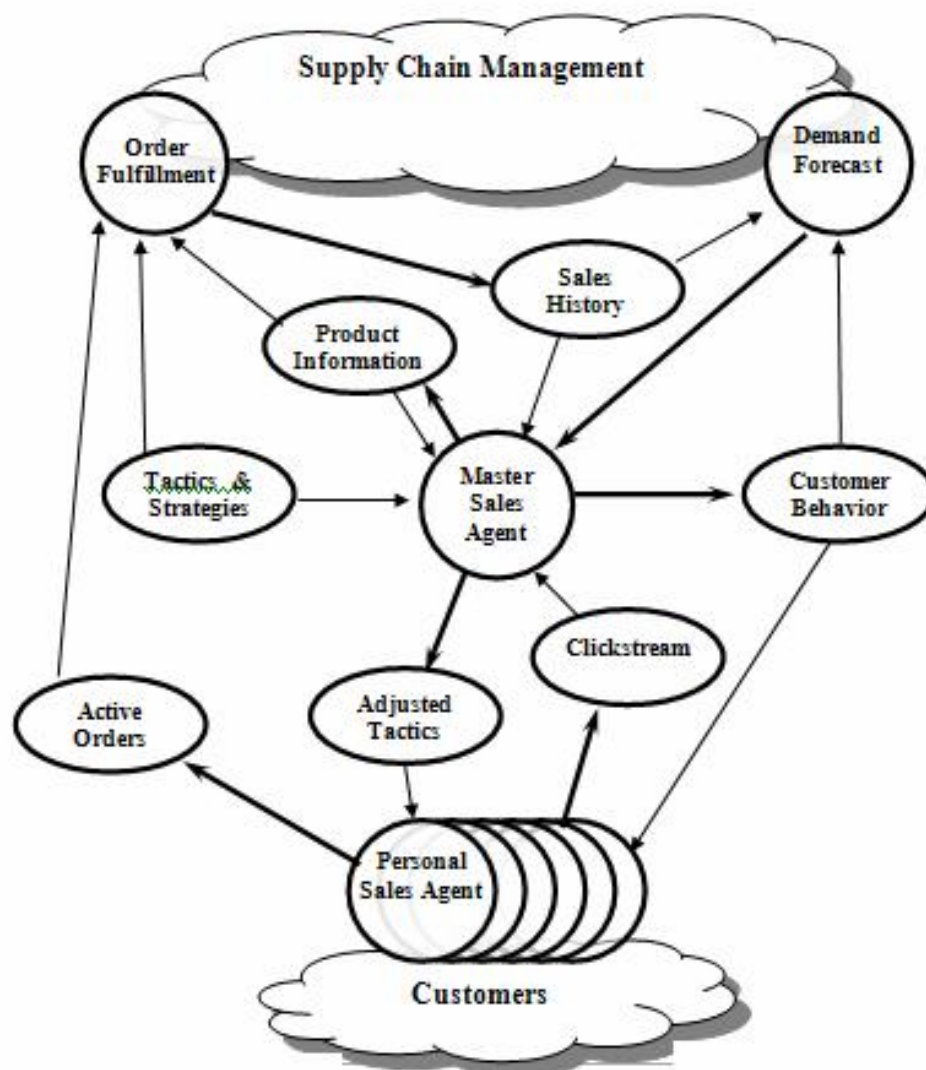 Supply Chain Management
Order
Fulfillment
Demand
Forecast
Sales
History
Product
Information
Tactics &
Strategies
Master
Sales
Agent
Customer
Behavior
Clickstream
Active
Orders
Adjusted
Tactics
Personal
Sales Agent
Customers